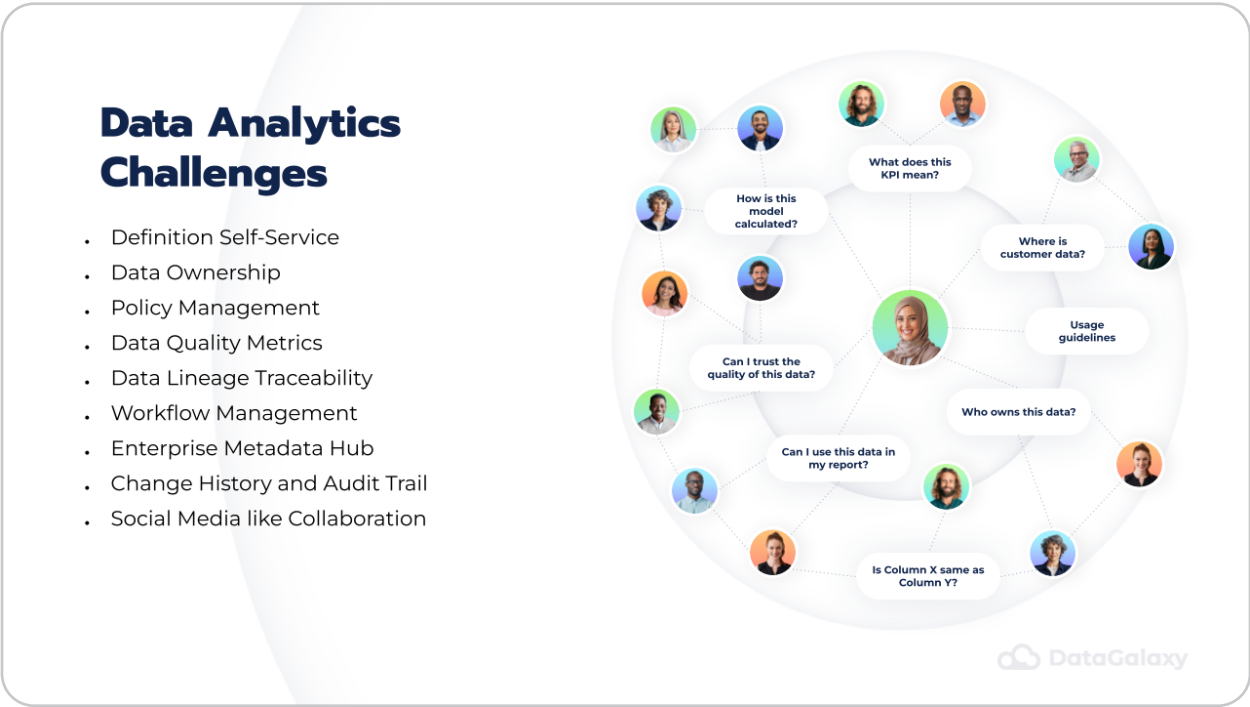 Data Analytics
Challenges
• Definition Self-Service
• Data Ownership
• Policy Management
• Data Quality Metrics
• Data Lineage Traceability
• Workflow Management
• Enterprise Metadata Hub
• Change History and Audit Trail
• Social Media like Collaboration
What does this
KPI mean?
How is this
model
calculated?
Where is
customer data?
Usage
guidelines
Can I trust the
quality of this data?
Who owns this data?
Can I use this data in
my report?
Is Column X same as
Column Y?
DataGalaxy